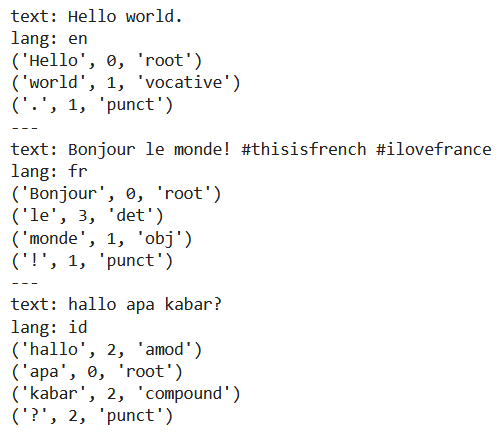 text: Hello world.
lang: en
('Hello', 0, 'root')
('world', 1, 'vocative')
('.', 1, 'punct')
---
text: Bonjour le monde! #thisisfrench #ilovefrance
lang: fr
('Bonjour', 0, 'root')
('le', 3, 'det')
('monde', 1, 'obj')
('!', 1, 'punct')
---
text: hallo apa kabar?
lang: id
('hallo', 2, 'amod')
('apa', 0, 'root')
('kabar', 2, 'compound')
('?', 2, 'punct')